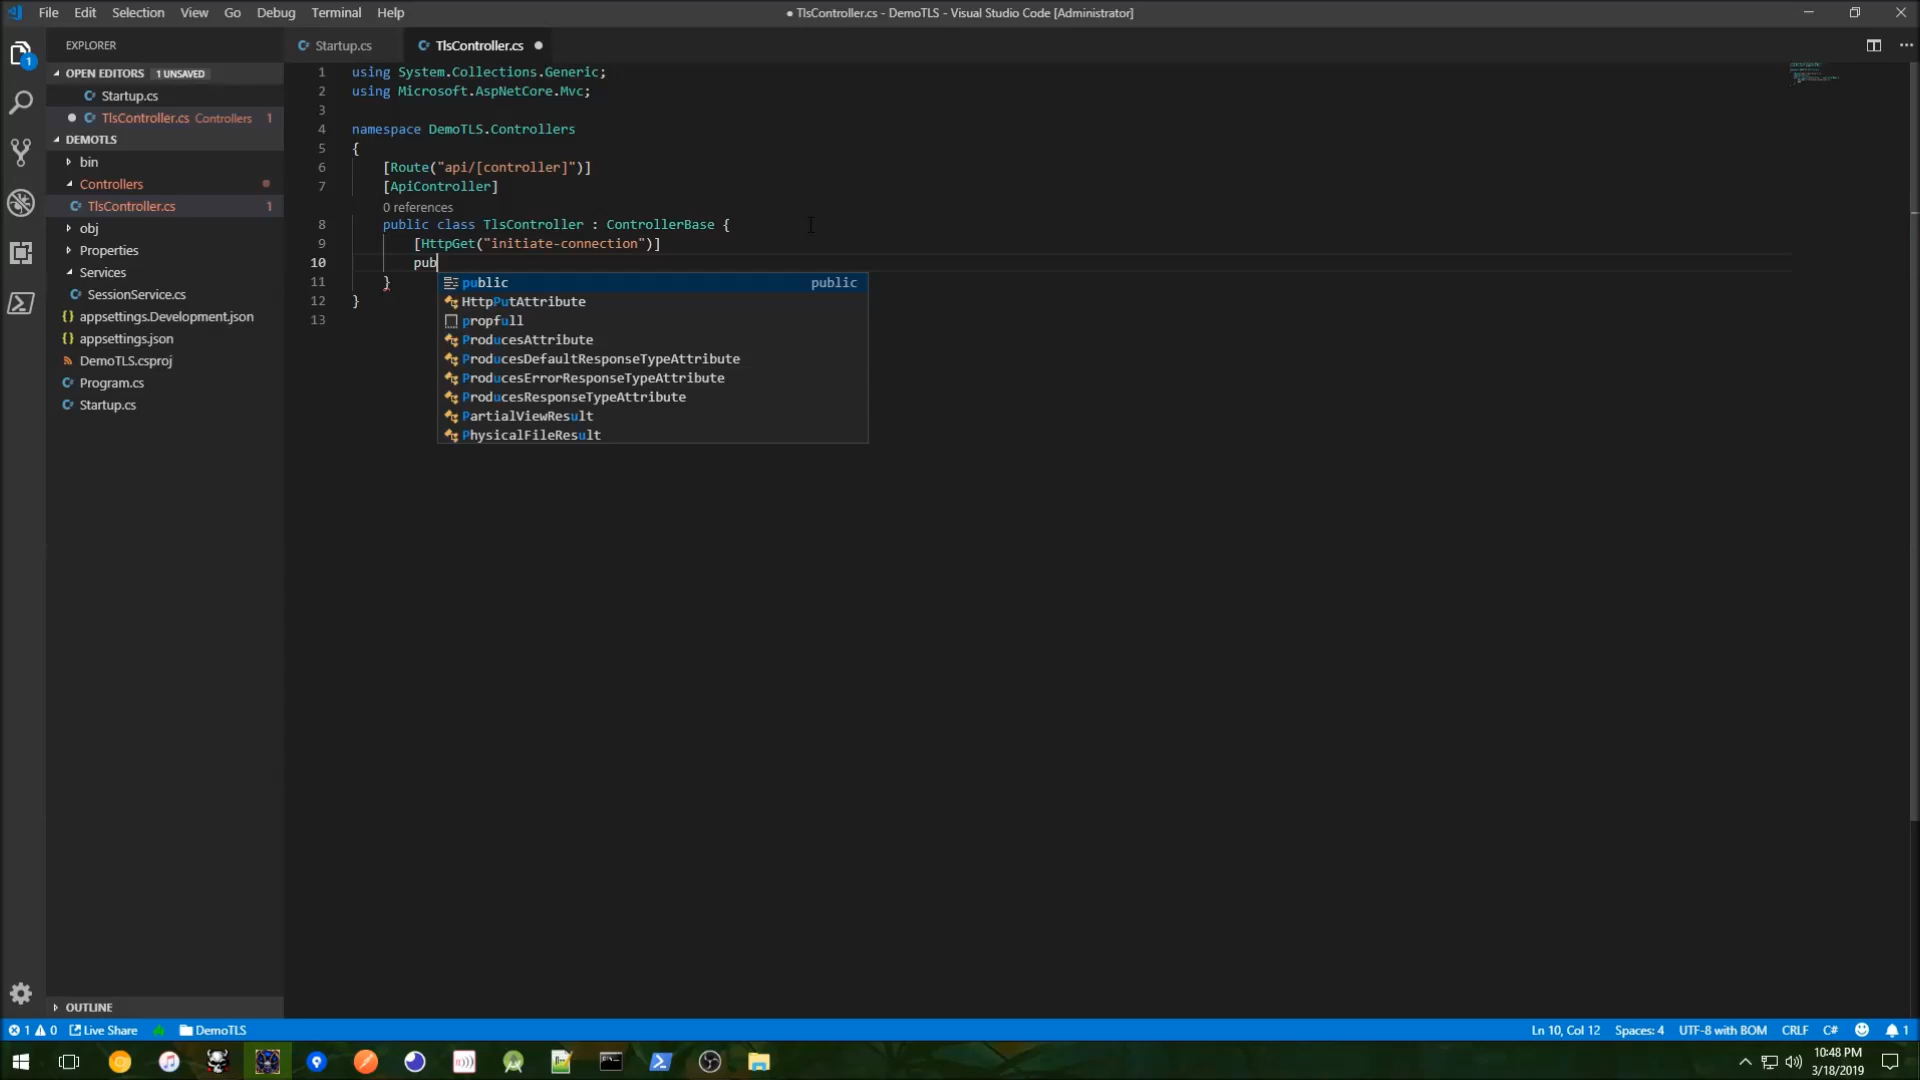 File Edit Selection View Go Debug Terminal Help
● TlsController.cs - DemoTLS - Visual Studio Code [Administrator]
EXPLORER
OPEN EDITORS 1 UNSAVED
Startup.cs
TlsController.cs Controllers 1
DEMOTLS
bin
Controllers
TlsController.cs 1
obj
Properties
Services
SessionService.cs
appsettings.Development.json
appsettings.json
DemoTLS.csproj
Program.cs
Startup.cs
OUTLINE
1
Startup.cs TlsController.cs
1 using System.Collections.Generic;
2 using Microsoft.AspNetCore.Mvc;
3
4 namespace DemoTLS.Controllers
5 {
6 [Route("api/[controller]")]
7 [ApiController]
0 references
8 public class TlsController : ControllerBase {
9 [HttpGet("initiate-connection")]
10 pub
11 }
12 }
13
public public
HttpPutAttribute
propfull
ProducesAttribute
ProducesDefaultResponseTypeAttribute
ProducesErrorResponseTypeAttribute
ProducesResponseTypeAttribute
PartialViewResult
PhysicalFileResult
1 0 Live Share DemoTLS
Ln 10, Col 12 Spaces: 4 UTF-8 with BOM CRLF C# 1
10:48 PM
3/18/2019